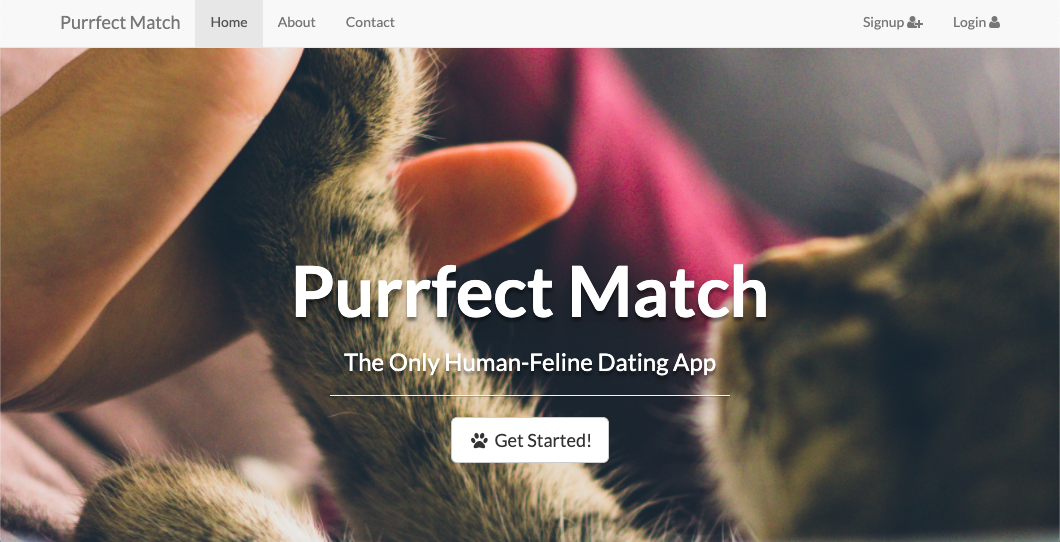 Purrfect Match
Home
About
Contact
Signup
Login
Purrfect Match
The Only Human-Feline Dating App
Get Started!